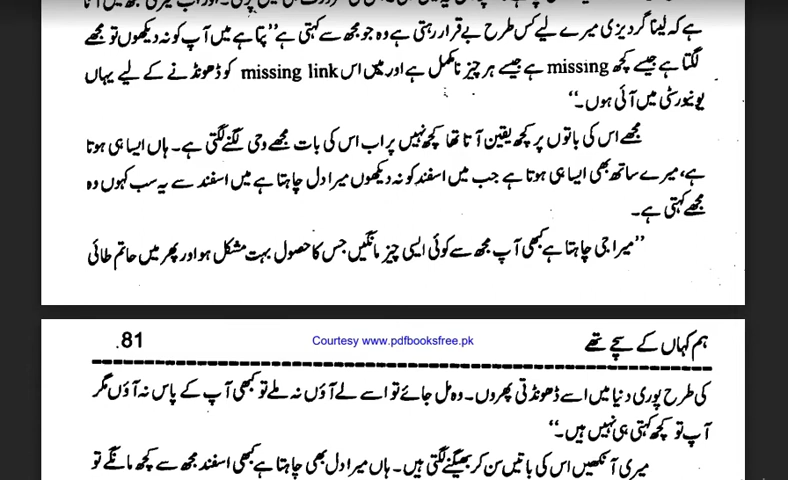 ہے کہ لینا گردیزی میرے لیے کس طرح بے قرار رہتی ہے وہ جو مجھ سے کہتی ہے ”پتا ہے میں آپ کو نہ دیکھوں تو مجھے
لگتا ہے جیسے کچھ missing ہے جیسے ہر چیز نامکمل ہے اور میں اس missing link کو ڈھونڈنے کے لیے یہاں
یونیورسٹی میں آئی ہوں۔“
مجھے اس کی باتوں پر کچھ یقین آتا تھا کچھ نہیں پر اب اس کی بات مجھے وحی لگنے لگتی ہے۔ ہاں ایسا ہی ہوتا
ہے، میرے ساتھ بھی ایسا ہی ہوتا ہے جب میں اسفند کو نہ دیکھوں میرا دل چاہتا ہے میں اسفند سے یہ سب کہوں وہ
مجھے کہتی ہے۔
”میرا جی چاہتا ہے کبھی آپ مجھ سے کوئی ایسی چیز مانگیں جس کا حصول بہت مشکل ہو اور پھر میں حاتم طائی
ہم کہاں کے سچے تھے Courtesy www.pdfbooksfree.pk 81.
کی طرح پوری دنیا میں اسے ڈھونڈتی پھروں۔ وہ مل جائے تو اسے لے آؤں نہ ملے تو کبھی آپ کے پاس نہ آؤں مگر
آپ تو کچھ کہتی ہی نہیں ہیں۔“
میری آنکھیں اس کی باتیں سن کر بھیگنے لگتی ہیں۔ ہاں میرا دل بھی چاہتا ہے کبھی اسفند مجھ سے کچھ مانگے تو